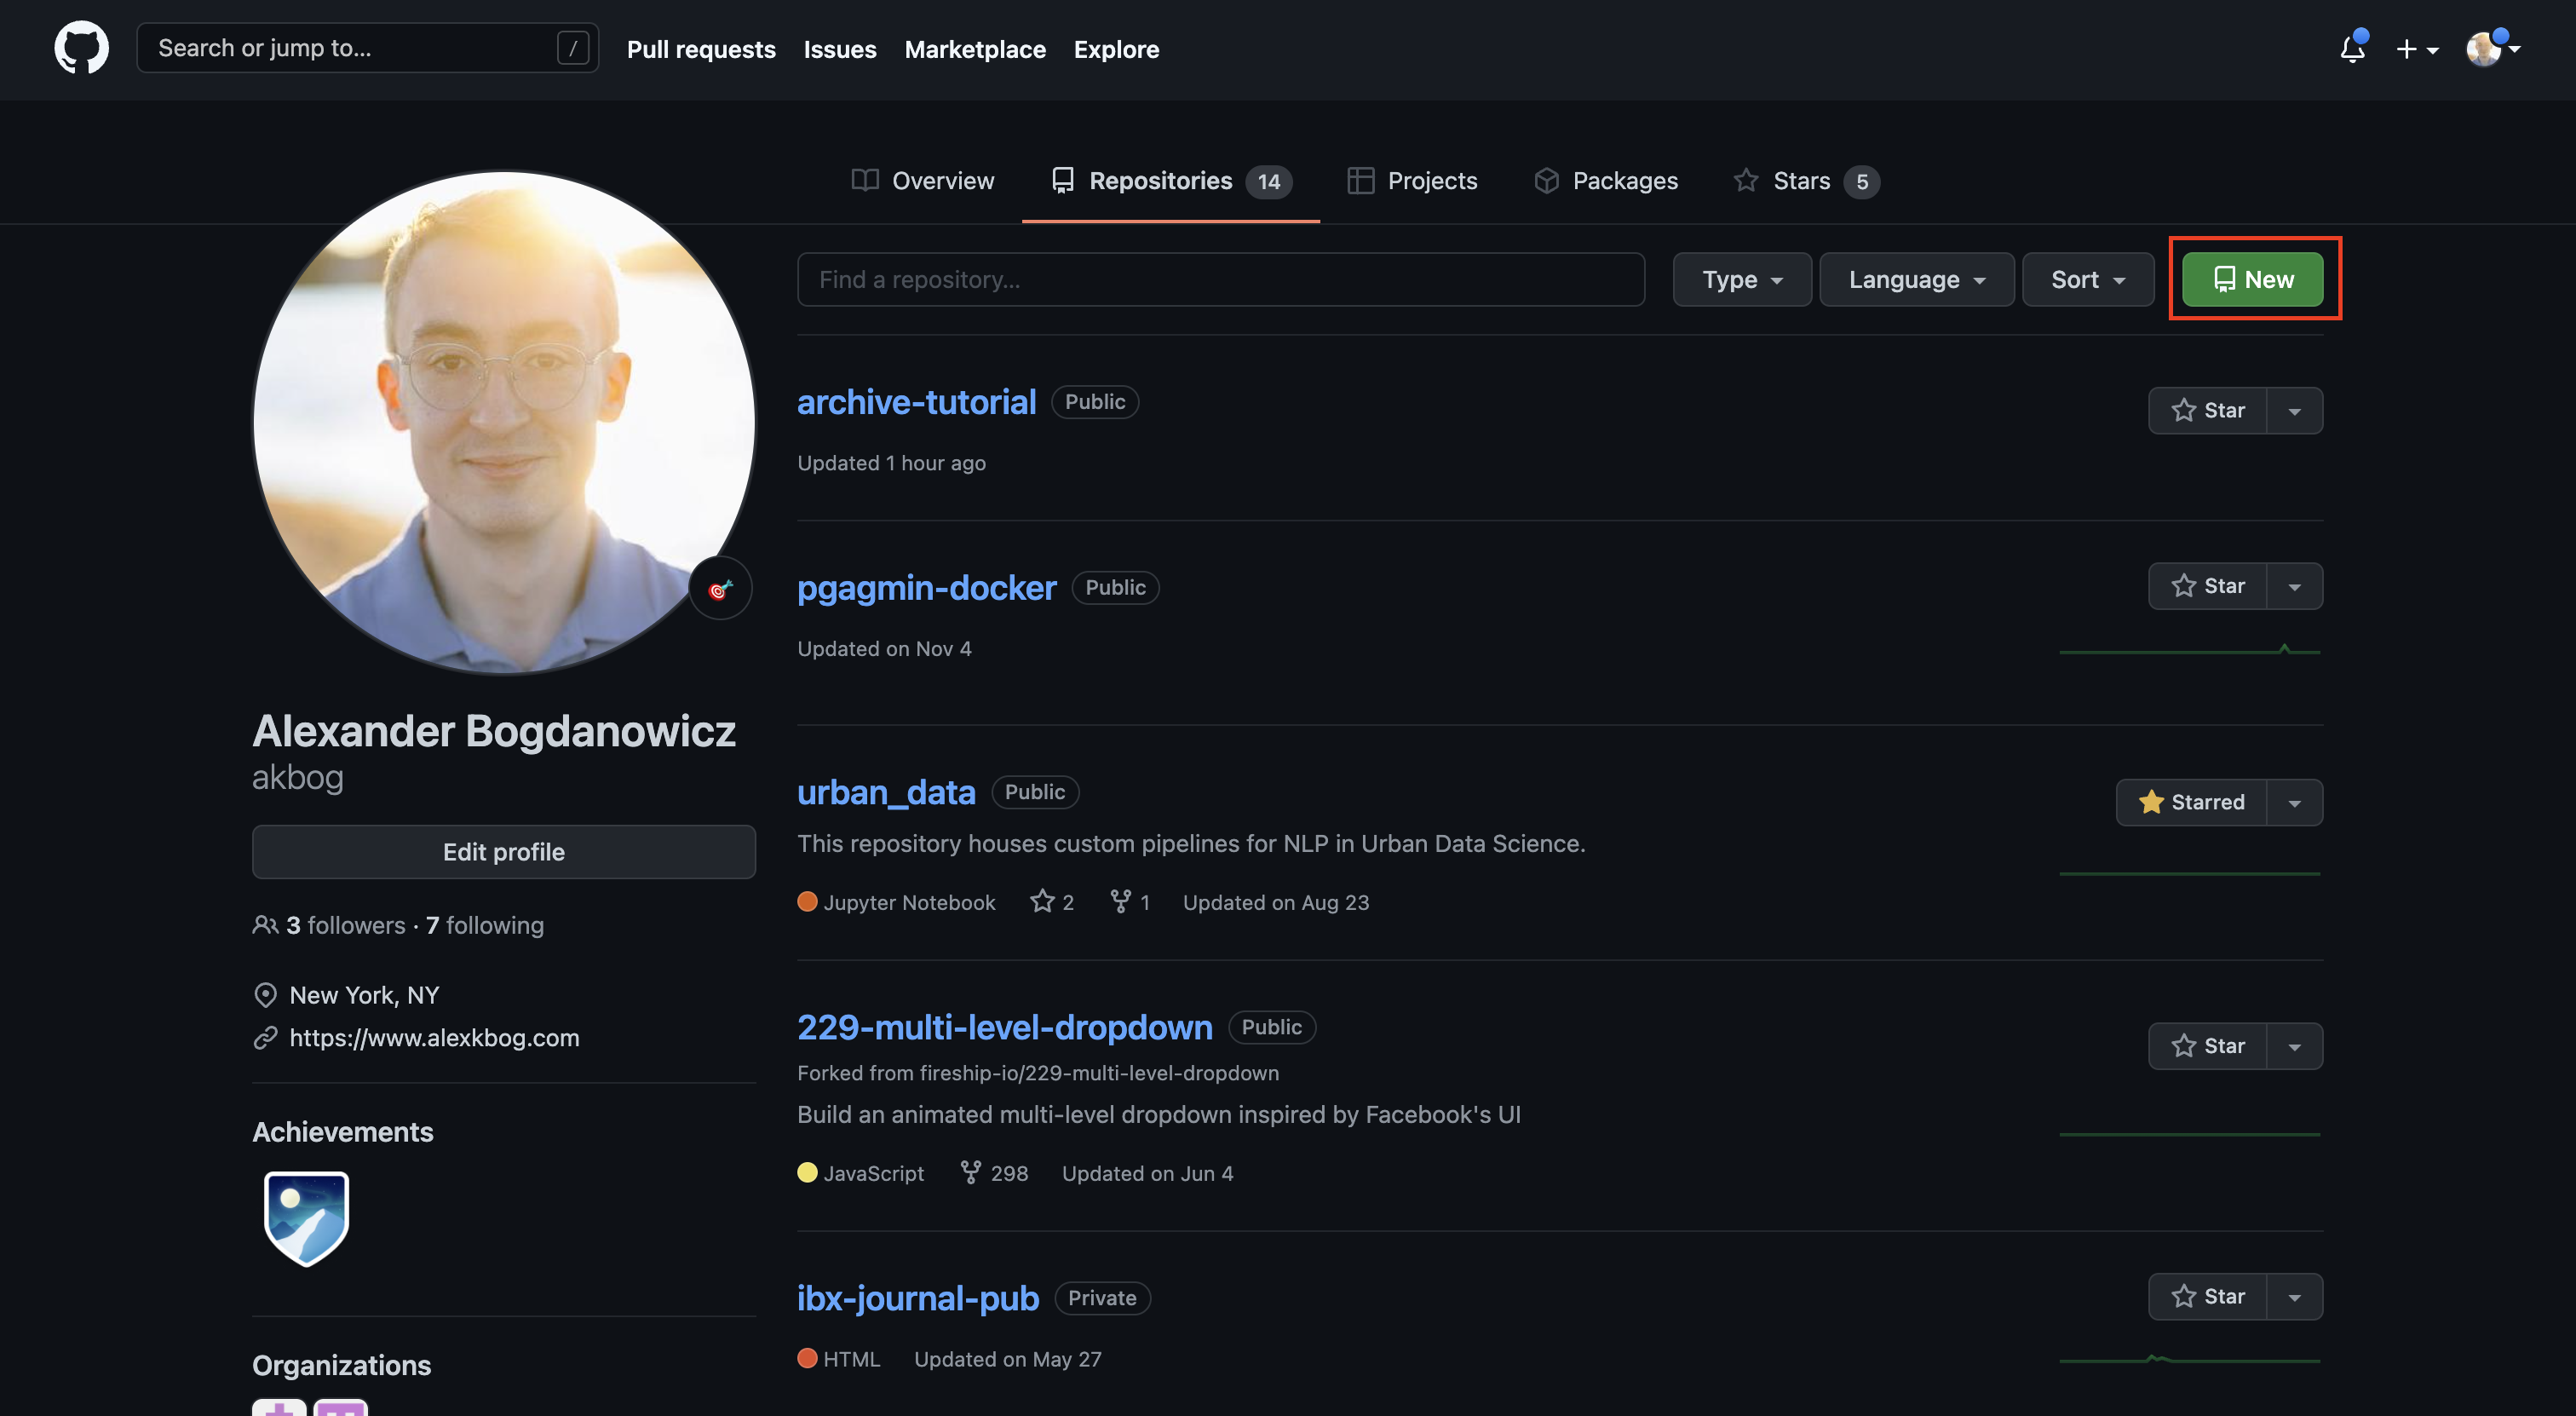 Search or jump to... /
Pull requests Issues Marketplace Explore
Overview Repositories 14 Projects Packages Stars 5
Find a repository... Type Language Sort New
archive-tutorial Public Star
Updated 1 hour ago
pgagmin-docker Public Star
Updated on Nov 4
urban_data Public Starred
This repository houses custom pipelines for NLP in Urban Data Science.
Jupyter Notebook 2 1 Updated on Aug 23
229-multi-level-dropdown Public Star
Forked from fireship-io/229-multi-level-dropdown
Build an animated multi-level dropdown inspired by Facebook's UI
JavaScript 298 Updated on Jun 4
ibx-journal-pub Private Star
HTML Updated on May 27
Alexander Bogdanowicz
akbog
Edit profile
3 followers · 7 following
New York, NY
https://www.alexkbog.com
Achievements
Organizations